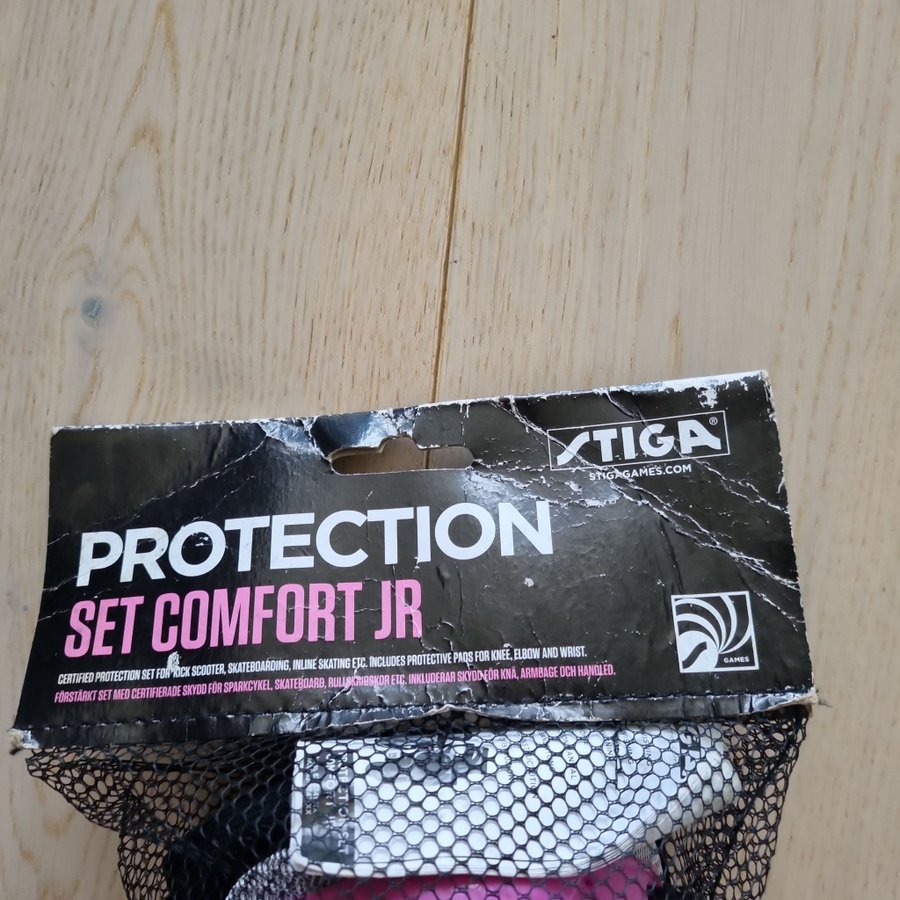 STIGA®
STIGAGAMES.COM
PROTECTION
SET COMFORT JR
CERTIFIED PROTECTION SET FOR KICK SCOOTER, SKATEBOARDING, INLINE SKATING ETC. INCLUDES PROTECTIVE PADS FOR KNEE, ELBOW AND WRIST.
FÖRSTÄRKT SET MED CERTIFIERADE SKYDD FÖR SPARKCYKEL, SKATEBOARD, RULLSKRIDSKOR ETC. INKLUDERAR SKYDD FÖR KNÄ, ARMBAGE OCH HANDLED.
GAMES